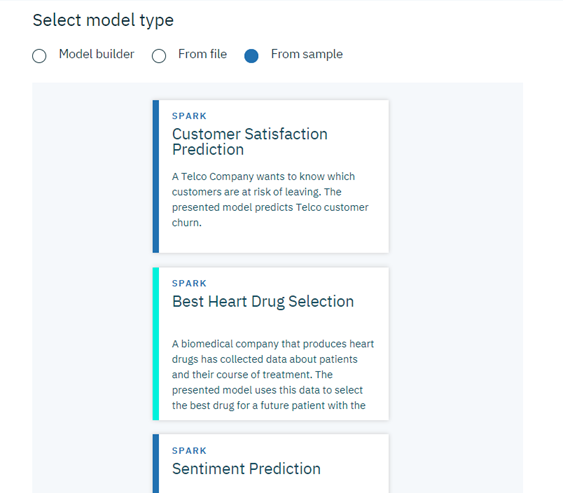 Select model type
Model builder From file From sample
SPARK
Customer Satisfaction
Prediction
A Telco Company wants to know which
customers are at risk of leaving. The
presented model predicts Telco customer
churn.
SPARK
Best Heart Drug Selection
A biomedical company that produces heart
drugs has collected data about patients
and their course of treatment. The
presented model uses this data to select
the best drug for a future patient with the
SPARK
Sentiment Prediction